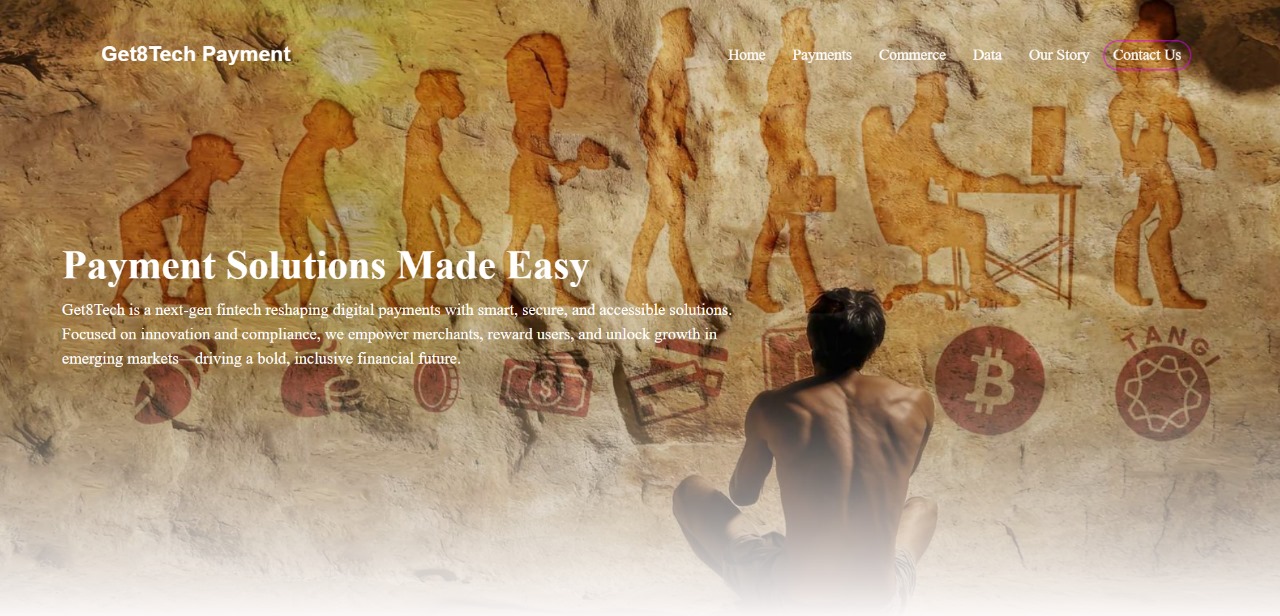 Get8Tech Payment
Home Payments Commerce Data Our Story Contact Us
Payment Solutions Made Easy
Get8Tech is a next-gen fintech reshaping digital payments with smart, secure, and accessible solutions.
Focused on innovation and compliance, we empower merchants, reward users, and unlock growth in
emerging markets—driving a bold, inclusive financial future.
$
TANGI